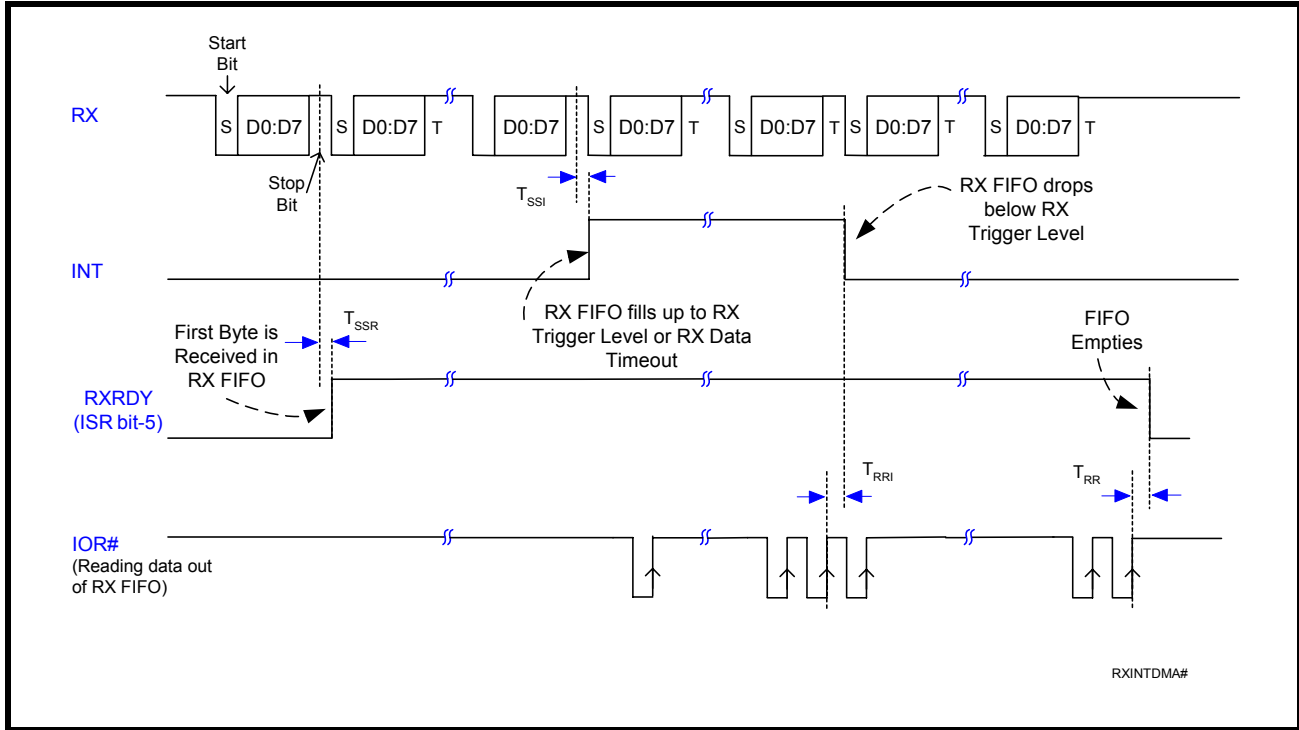 Start
Bit
RX
S D0:D7 S D0:D7 T D0:D7 S D0:D7 T S D0:D7 T S D0:D7 T S D0:D7 T
Stop
Bit
TSSI
RX FIFO drops
below RX
Trigger Level
INT
RX FIFO fills up to RX
Trigger Level or RX Data
Timeout
First Byte is
Received in
RX FIFO
TSSR
FIFO
Empties
RXRDY
(ISR bit-5)
TRRI
TRR
IOR#
(Reading data out
of RX FIFO)
RXINTDMA#